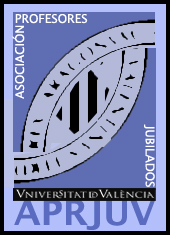 ASOCIACIÓN
PROFESORES
JUBILADOS
VNIVERSITAT ID VALÈNCIA
APRJUV